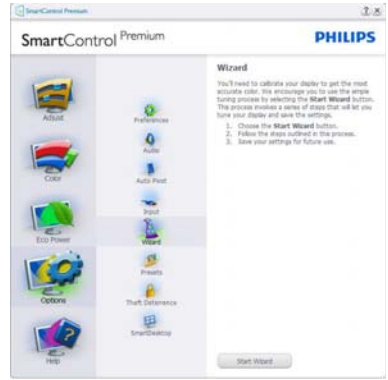 SmartControl Premium
SmartControl Premium
PHILIPS
Adjust
Color
Eco Power
Options
Help
Preferences
Audio
Auto Pivot
Input
Wizard
Presets
Theft Deterrence
SmartDesktop
Wizard
You'll need to calibrate your display to get the most
accurate color. We encourage you to use the simple
tuning process by selecting the Start Wizard button.
This process involves a series of steps that will let you
tune your display and save the settings.
1. Choose the Start Wizard button.
2. Follow the steps outlined in the process.
3. Save your settings for future use.
Start Wizard